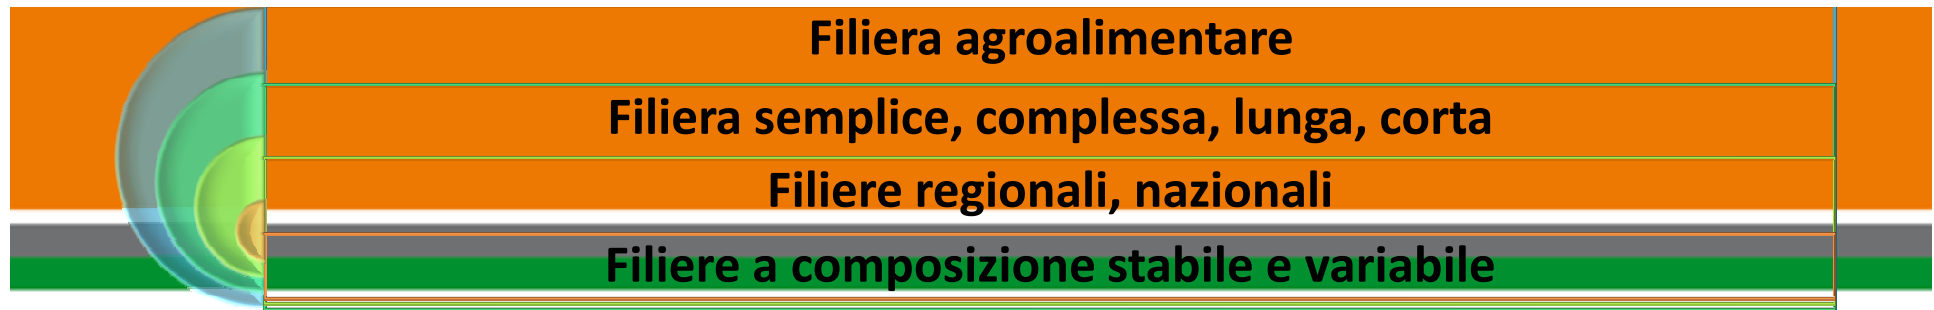 Filiera agroalimentare
Filiera semplice, complessa, lunga, corta
Filiere regionali, nazionali
Filiere a composizione stabile e variabile